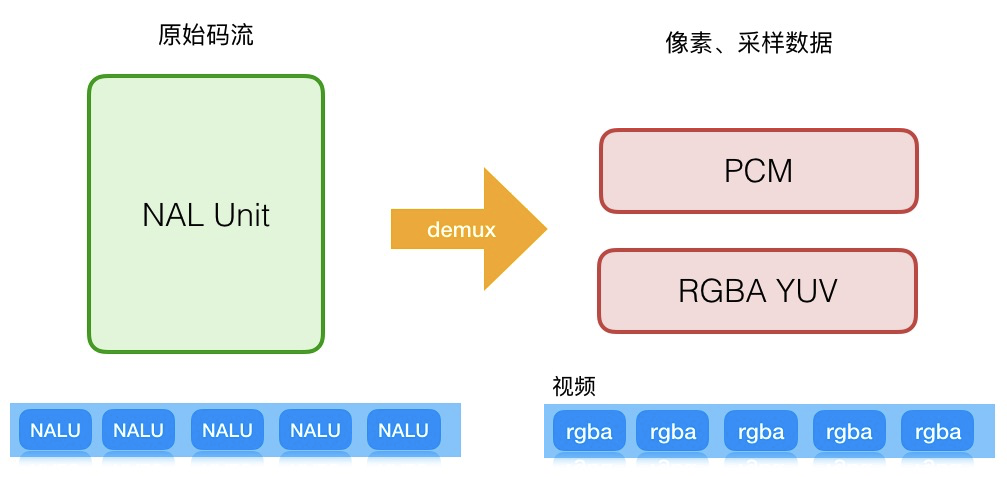 原始码流
像素、采样数据
NAL Unit
demux
PCM
RGBA YUV
视频
NALU NALU NALU NALU NALU
rgba rgba rgba rgba rgba